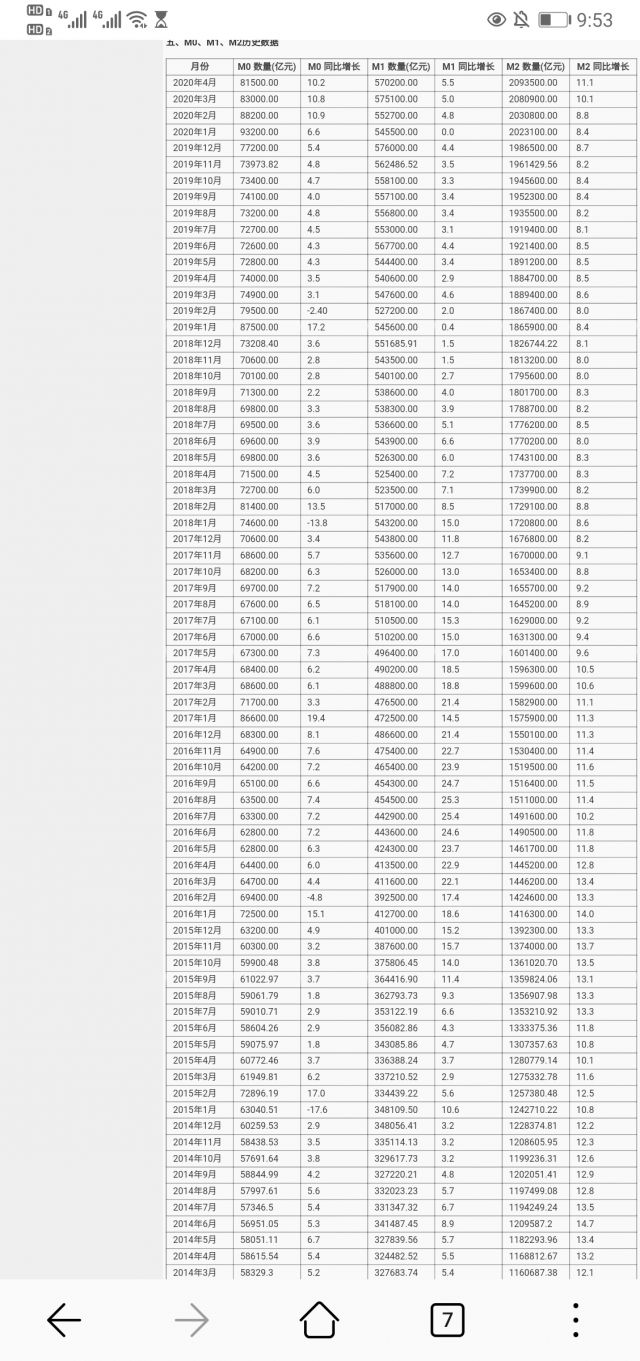 HD 1 4G 4G 9:53
HD 2
五、M0、M1、M2历史数据
月份 M0 数量(亿元) M0 同比增长 M1 数量(亿元) M1 同比增长 M2 数量(亿元) M2 同比增长
2020年4月 81500.00 10.2 570200.00 5.5 2093500.00 11.1
2020年3月 83000.00 10.8 575100.00 5.0 2080900.00 10.1
2020年2月 88200.00 10.9 552700.00 4.8 2030800.00 8.8
2020年1月 93200.00 6.6 545500.00 0.0 2023100.00 8.4
2019年12月 77200.00 5.4 576000.00 4.4 1986500.00 8.7
2019年11月 73973.82 4.8 562486.52 3.5 1961429.56 8.2
2019年10月 73400.00 4.7 558100.00 3.3 1945600.00 8.4
2019年9月 74100.00 4.0 557100.00 3.4 1952300.00 8.4
2019年8月 73200.00 4.8 556800.00 3.4 1935500.00 8.2
2019年7月 72700.00 4.5 553000.00 3.1 1919400.00 8.1
2019年6月 72600.00 4.3 567700.00 4.4 1921400.00 8.5
2019年5月 72800.00 4.3 544400.00 3.4 1891200.00 8.5
2019年4月 74000.00 3.5 540600.00 2.9 1884700.00 8.5
2019年3月 74900.00 3.1 547600.00 4.6 1889400.00 8.6
2019年2月 79500.00 -2.40 527200.00 2.0 1867400.00 8.0
2019年1月 87500.00 17.2 545600.00 0.4 1865900.00 8.4
2018年12月 73208.40 3.6 551685.91 1.5 1826744.22 8.1
2018年11月 70600.00 2.8 543500.00 1.5 1813200.00 8.0
2018年10月 70100.00 2.8 540100.00 2.7 1795600.00 8.0
2018年9月 71300.00 2.2 538600.00 4.0 1801700.00 8.3
2018年8月 69800.00 3.3 538300.00 3.9 1788700.00 8.2
2018年7月 69500.00 3.6 536600.00 5.1 1776200.00 8.5
2018年6月 69600.00 3.9 543900.00 6.6 1770200.00 8.0
2018年5月 69800.00 3.6 526300.00 6.0 1743100.00 8.3
2018年4月 71500.00 4.5 525400.00 7.2 1737700.00 8.3
2018年3月 72700.00 6.0 523500.00 7.1 1739900.00 8.2
2018年2月 81400.00 13.5 517000.00 8.5 1729100.00 8.8
2018年1月 74600.00 -13.8 543200.00 15.0 1720800.00 8.6
2017年12月 70600.00 3.4 543800.00 11.8 1676800.00 8.2
2017年11月 68600.00 5.7 535600.00 12.7 1670000.00 9.1
2017年10月 68200.00 6.3 526000.00 13.0 1653400.00 8.8
2017年9月 69700.00 7.2 517900.00 14.0 1655700.00 9.2
2017年8月 67600.00 6.5 518100.00 14.0 1645200.00 8.9
2017年7月 67100.00 6.1 510500.00 15.3 1629000.00 9.2
2017年6月 67000.00 6.6 510200.00 15.0 1631300.00 9.4
2017年5月 67300.00 7.3 496400.00 17.0 1601400.00 9.6
2017年4月 68400.00 6.2 490200.00 18.5 1596300.00 10.5
2017年3月 68600.00 6.1 488800.00 18.8 1599600.00 10.6
2017年2月 71700.00 3.3 476500.00 21.4 1582900.00 11.1
2017年1月 86600.00 19.4 472500.00 14.5 1575900.00 11.3
2016年12月 68300.00 8.1 486600.00 21.4 1550100.00 11.3
2016年11月 64900.00 7.6 475400.00 22.7 1530400.00 11.4
2016年10月 64200.00 7.2 465400.00 23.9 1519500.00 11.6
2016年9月 65100.00 6.6 454300.00 24.7 1516400.00 11.5
2016年8月 63500.00 7.4 454500.00 25.3 1511000.00 11.4
2016年7月 63300.00 7.2 442900.00 25.4 1491600.00 10.2
2016年6月 62800.00 7.2 443600.00 24.6 1490500.00 11.8
2016年5月 62800.00 6.3 424300.00 23.7 1461700.00 11.8
2016年4月 64400.00 6.0 413500.00 22.9 1445200.00 12.8
2016年3月 64700.00 4.4 411600.00 22.1 1446200.00 13.4
2016年2月 69400.00 -4.8 392500.00 17.4 1424600.00 13.3
2016年1月 72500.00 15.1 412700.00 18.6 1416300.00 14.0
2015年12月 63200.00 4.9 401000.00 15.2 1392300.00 13.3
2015年11月 60300.00 3.2 387600.00 15.7 1374000.00 13.7
2015年10月 59900.48 3.8 375806.45 14.0 1361020.70 13.5
2015年9月 61022.97 3.7 364416.90 11.4 1359824.06 13.1
2015年8月 59061.79 1.8 362793.73 9.3 1356907.98 13.3
2015年7月 59010.71 2.9 353122.19 6.6 1353210.92 13.3
2015年6月 58604.26 2.9 356082.86 4.3 1333375.36 11.8
2015年5月 59075.97 1.8 343085.86 4.7 1307357.63 10.8
2015年4月 60772.46 3.7 336388.24 3.7 1280779.14 10.1
2015年3月 61949.81 6.2 337210.52 2.9 1275332.78 11.6
2015年2月 72896.19 17.0 334439.22 5.6 1257380.48 12.5
2015年1月 63040.51 -17.6 348109.50 10.6 1242710.22 10.8
2014年12月 60259.53 2.9 348056.41 3.2 1228374.81 12.2
2014年11月 58438.53 3.5 335114.13 3.2 1208605.95 12.3
2014年10月 57691.64 3.8 329617.73 3.2 1199236.31 12.6
2014年9月 58844.99 4.2 327220.21 4.8 1202051.41 12.9
2014年8月 57997.61 5.6 332023.23 5.7 1197499.08 12.8
2014年7月 57346.5 5.4 331347.32 6.7 1194249.24 13.5
2014年6月 56951.05 5.3 341487.45 8.9 1209587.2 14.7
2014年5月 58051.11 6.7 327839.56 5.7 1182293.96 13.4
2014年4月 58615.54 5.4 324482.52 5.5 1168812.67 13.2
2014年3月 58329.3 5.2 327683.74 5.4 1160687.38 12.1
7